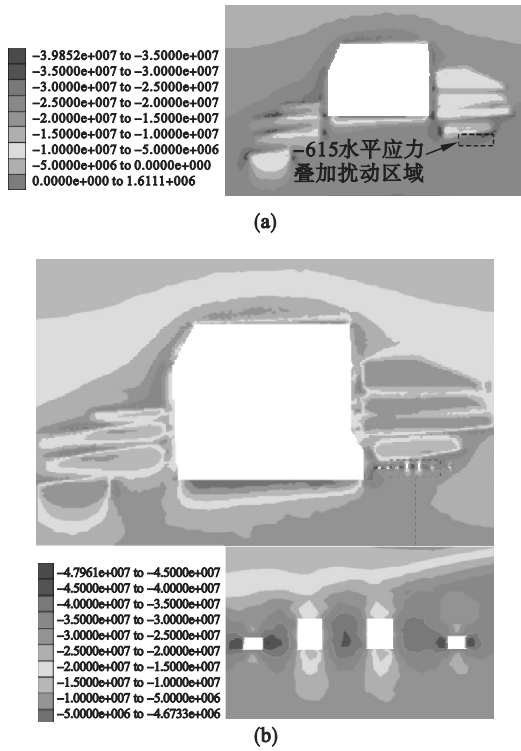 −3.9852e+007 to −3.5000e+007
−3.5000e+007 to −3.0000e+007
−3.0000e+007 to −2.5000e+007
−2.5000e+007 to −2.0000e+007
−2.0000e+007 to −1.5000e+007
−1.5000e+007 to −1.0000e+007
−1.0000e+007 to −5.0000e+006
−5.0000e+006 to 0.0000e+000
0.0000e+000 to 1.6111+006
−615水平应力
叠加扰动区域
(a)
−4.7961e+007 to −4.5000e+007
−4.5000e+007 to −4.0000e+007
−4.0000e+007 to −3.5000e+007
−3.5000e+007 to −3.0000e+007
−3.0000e+007 to −2.5000e+007
−2.5000e+007 to −2.0000e+007
−2.0000e+007 to −1.5000e+007
−1.5000e+007 to −1.0000e+007
−1.0000e+007 to −5.0000e+006
−5.0000e+006 to −4.6733e+006
(b)